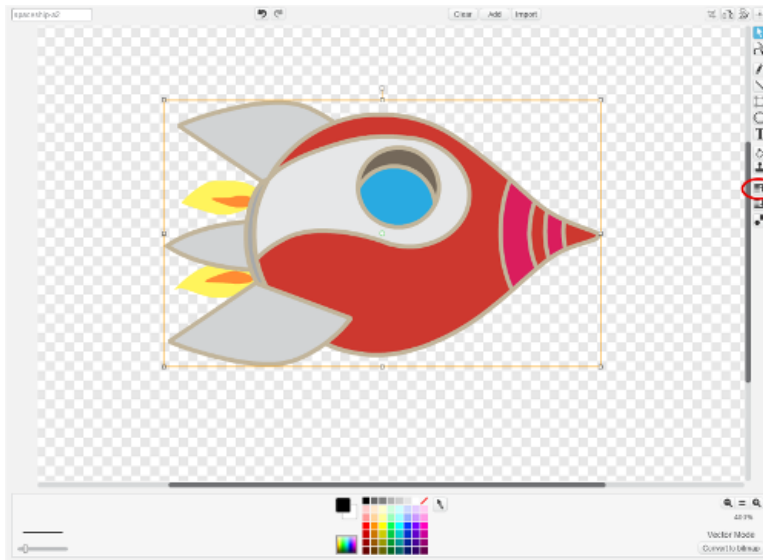 spaceship-a2
Clear
Add
Import
T
Vector Mode
Convert to bitmap